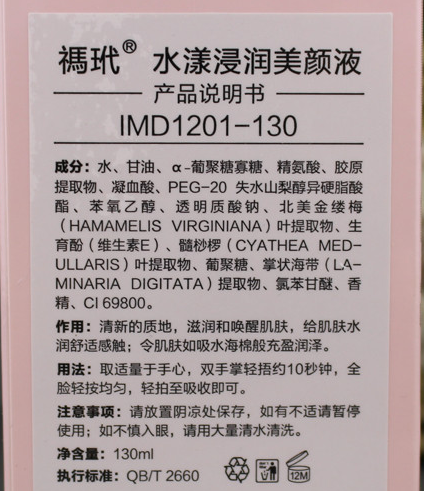 禡玳® 水漾浸润美颜液
产品说明书
IMD1201-130
成分：水、甘油、α-葡聚糖寡糖、精氨酸、胶原
提取物、凝血酸、PEG-20 失水山梨醇异硬脂酸
酯、苯氧乙醇、透明质酸钠、北美金缕梅
（HAMAMELIS VIRGINIANA）叶提取物、生
育酚（维生素E）、髓桫椤（CYATHEA MED-
ULLARIS）叶提取物、葡聚糖、掌状海带（LA-
MINARIA DIGITATA）提取物、氯苯甘醚、香
精、CI 69800。
作用：清新的质地，滋润和唤醒肌肤，给肌肤水
润舒适感触；令肌肤如吸水海棉般充盈润泽。
用法：取适量于手心，双手掌轻捂约10秒钟，全
脸轻按均匀，轻拍至吸收即可。
注意事项：请放置阴凉处保存，如有不适请暂停
使用；如不慎入眼，请用大量清水清洗。
净含量：130ml
执行标准：QB/T 2660
12M